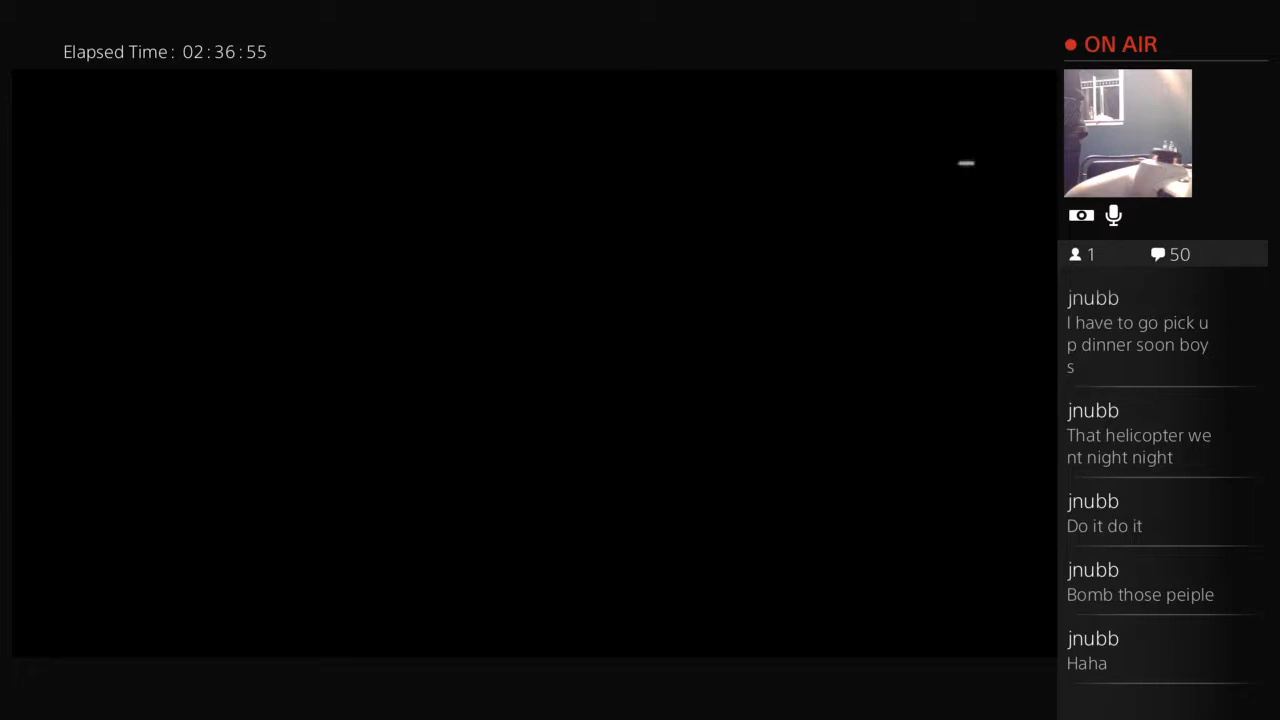 Elapsed Time: 02:36:55
ON AIR
1 50
jnubb
I have to go pick u
p dinner soon boy
s
jnubb
That helicopter we
nt night night
jnubb
Do it do it
jnubb
Bomb those peiple
jnubb
Haha